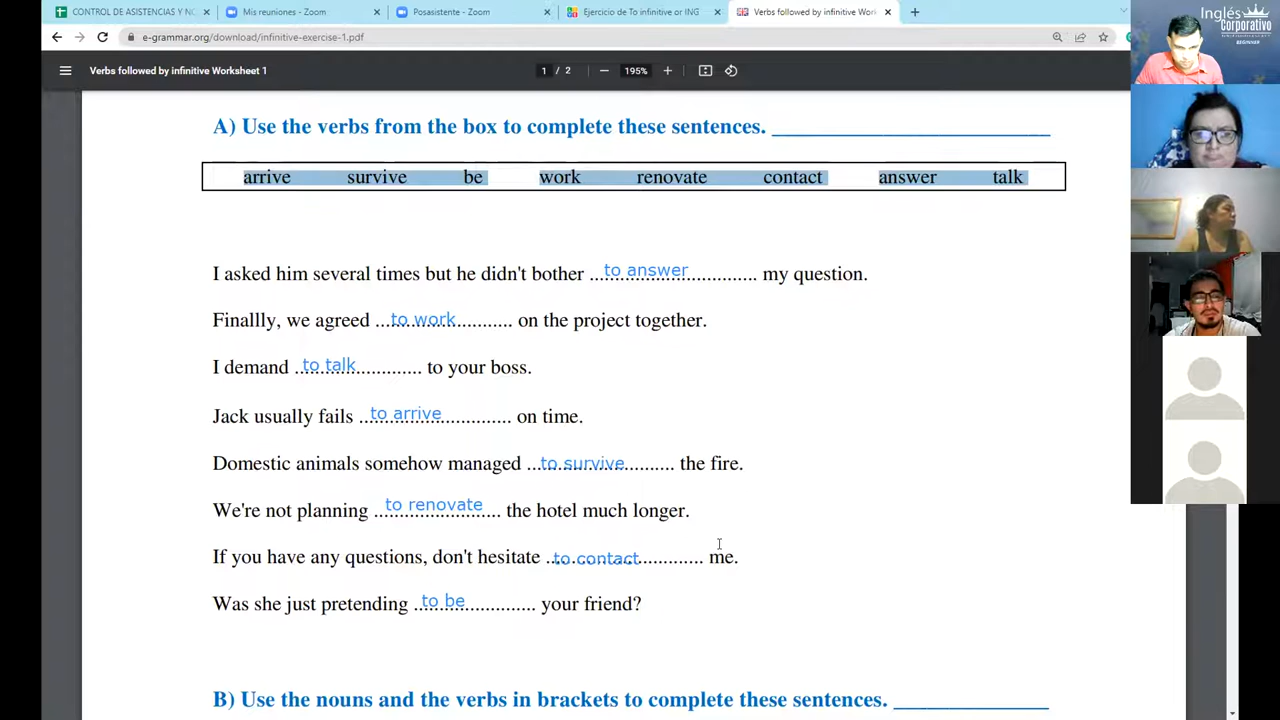 CONTROL DE ASISTENCIAS Y NO
Mis reuniones - Zoom
Posasistente - Zoom
Ejercicio de To infinitive or ING
Verbs followed by infinitive Wor
e-grammar.org/download/infinitive-exercise-1.pdf
Inglés
Corporativo
BEGINNER
Verbs followed by infinitive Worksheet 1
1 / 2
195%
A) Use the verbs from the box to complete these sentences. ________________________
arrive survive be work renovate contact answer talk
I asked him several times but he didn't bother ...to answer................ my question.
Finallly, we agreed ...to work........... on the project together.
I demand ..to talk............. to your boss.
Jack usually fails ..to arrive.............. on time.
Domestic animals somehow managed ...to survive........... the fire.
We're not planning ..to renovate.... the hotel much longer.
If you have any questions, don't hesitate ..to contact............. me.
Was she just pretending ..to be.............. your friend?
B) Use the nouns and the verbs in brackets to complete these sentences. ______________